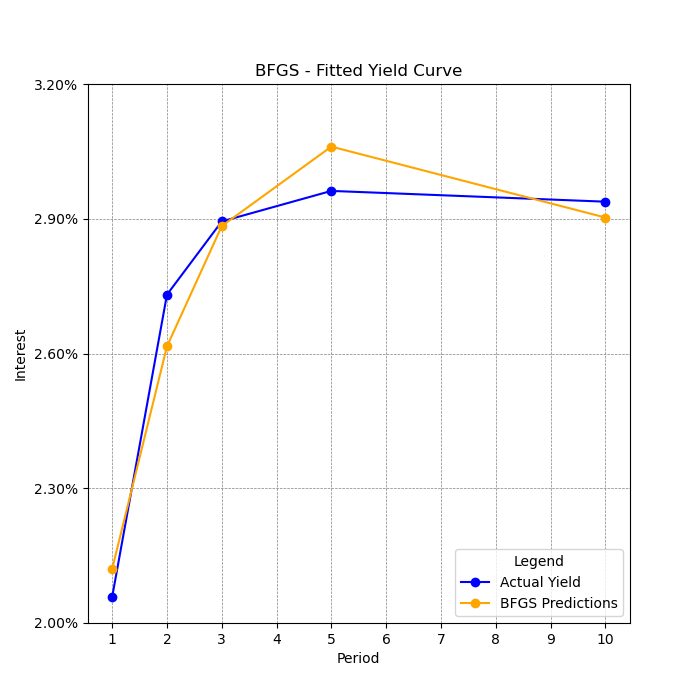 BFGS - Fitted Yield Curve
3.20%
2.90%
2.60%
2.30%
2.00%
Interest
1 2 3 4 5 6 7 8 9 10
Period
Legend
Actual Yield
BFGS Predictions